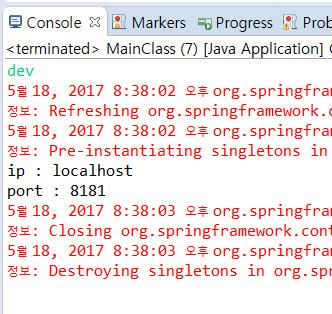 Console Markers Progress Prob
<terminated> MainClass (7) [Java Application]
dev
5월 18, 2017 8:38:02 오후 org.springfram
정보: Refreshing org.springframework.c
5월 18, 2017 8:38:02 오후 org.springfram
정보: Pre-instantiating singletons in
ip : localhost
port : 8181
5월 18, 2017 8:38:03 오후 org.springfram
정보: Closing org.springframework.cont
5월 18, 2017 8:38:03 오후 org.springfram
정보: Destroying singletons in org.spr